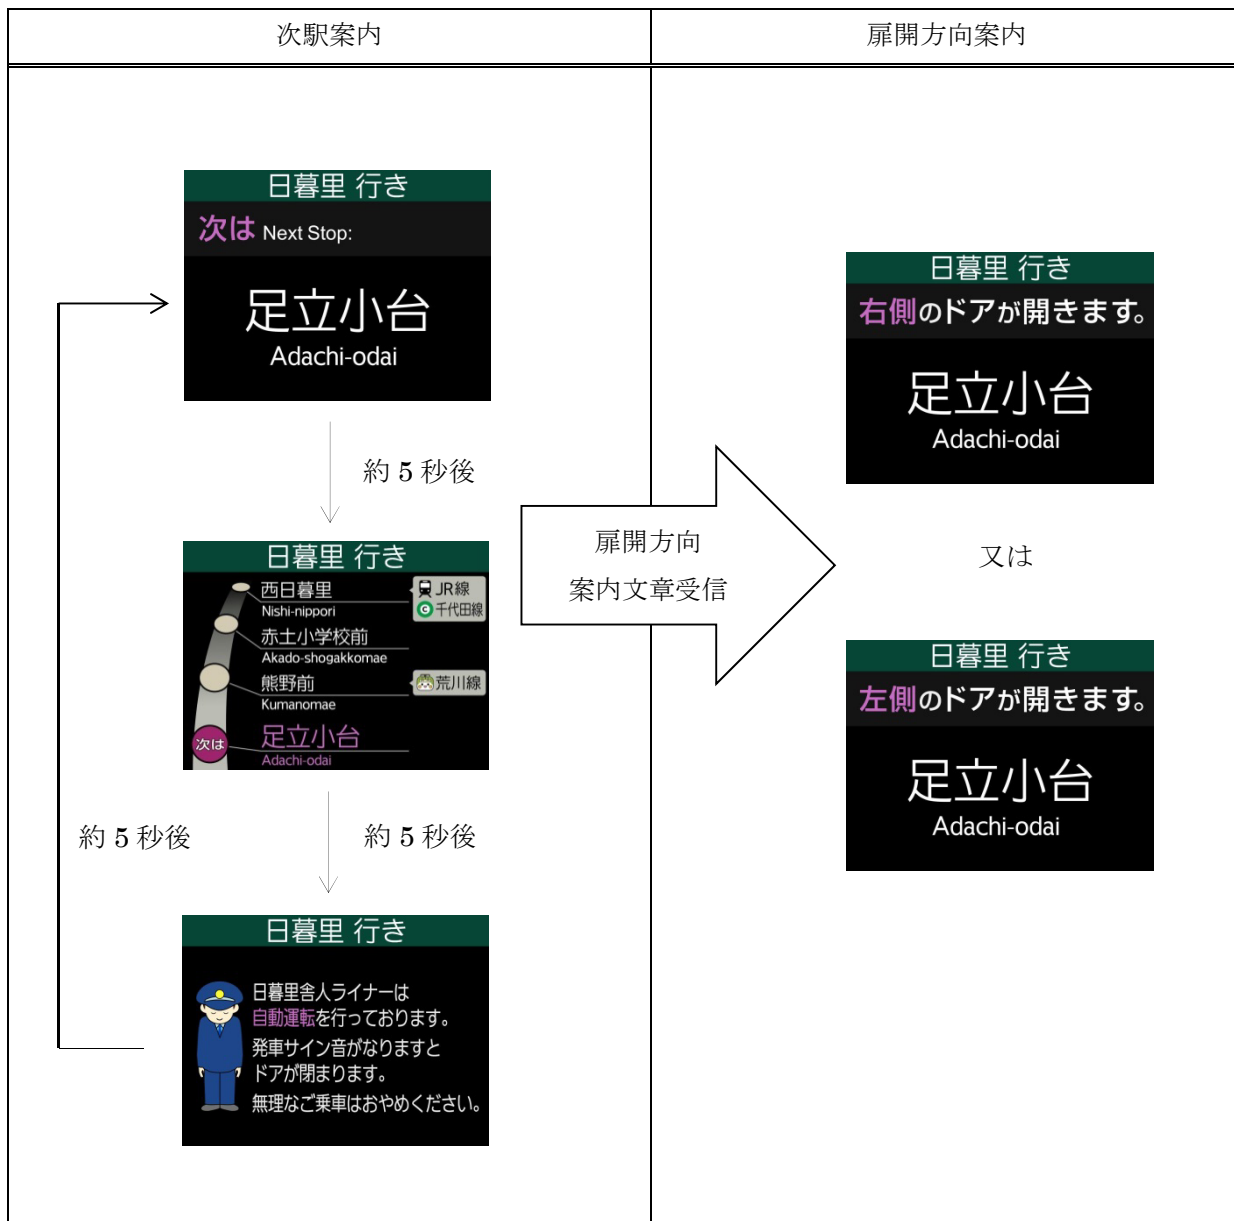 次駅案内
扉開方向案内
日暮里 行き
次は Next Stop:
足立小台
Adachi-odai
約 5 秒後
日暮里 行き
西日暮里
Nishi-nippori
JR線
C 千代田線
赤土小学校前
Akado-shogakkomae
熊野前
Kumanomae
荒川線
次は
足立小台
Adachi-odai
約 5 秒後
約 5 秒後
日暮里 行き
日暮里舎人ライナーは
自動運転を行っております。
発車サイン音がなりますと
ドアが閉まります。
無理なご乗車はおやめください。
扉開方向
案内文章受信
日暮里 行き
右側のドアが開きます。
足立小台
Adachi-odai
又は
日暮里 行き
左側のドアが開きます。
足立小台
Adachi-odai